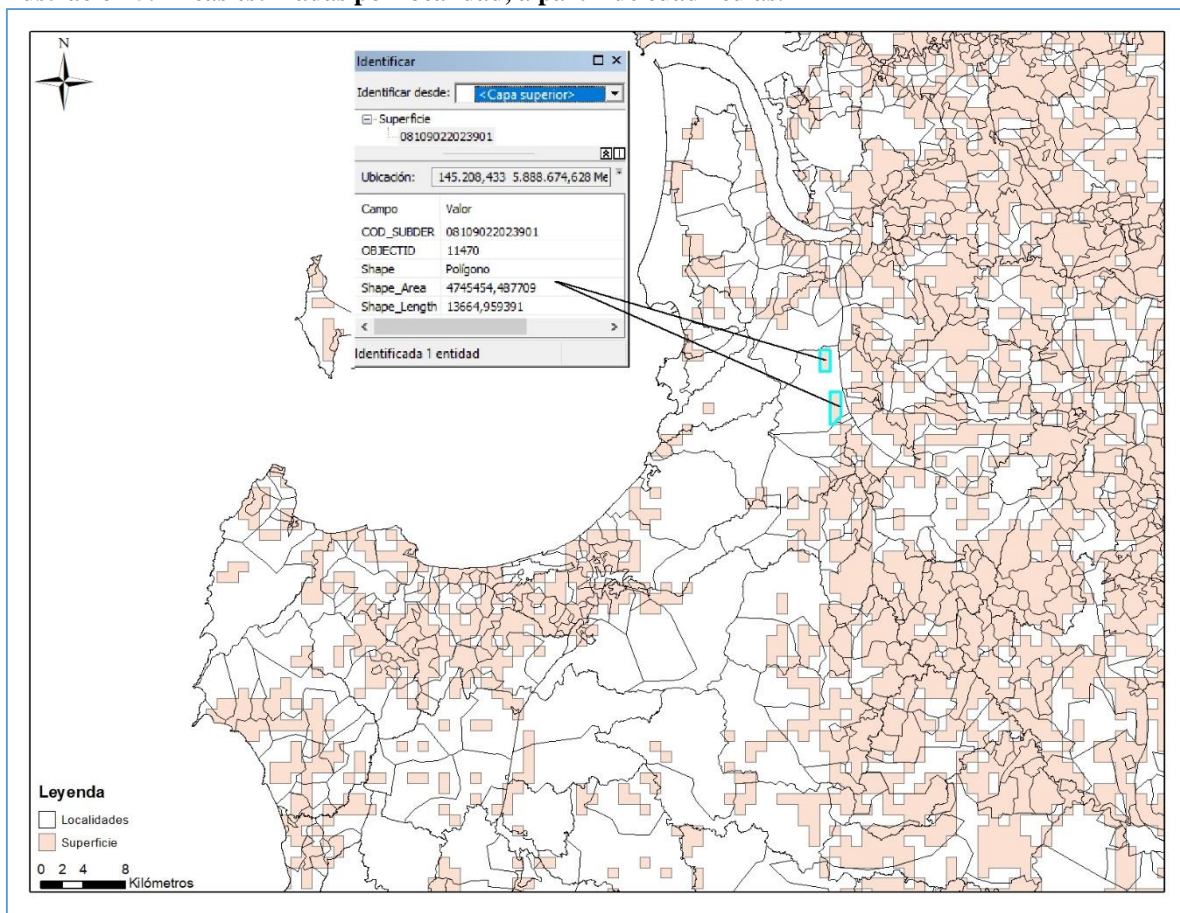 N
Identificar
Identificar desde: <Capa superior>
Superficie
08109022023901
Ubicación: 145.208,433 5.888.674,628 Me
Campo Valor
COD_SUBDER 08109022023901
OBJECTID 11470
Shape Polígono
Shape_Area 4745454,487709
Shape_Length 13664,959391
Identificada 1 entidad
Leyenda
Localidades
Superficie
0 2 4 8
Kilómetros